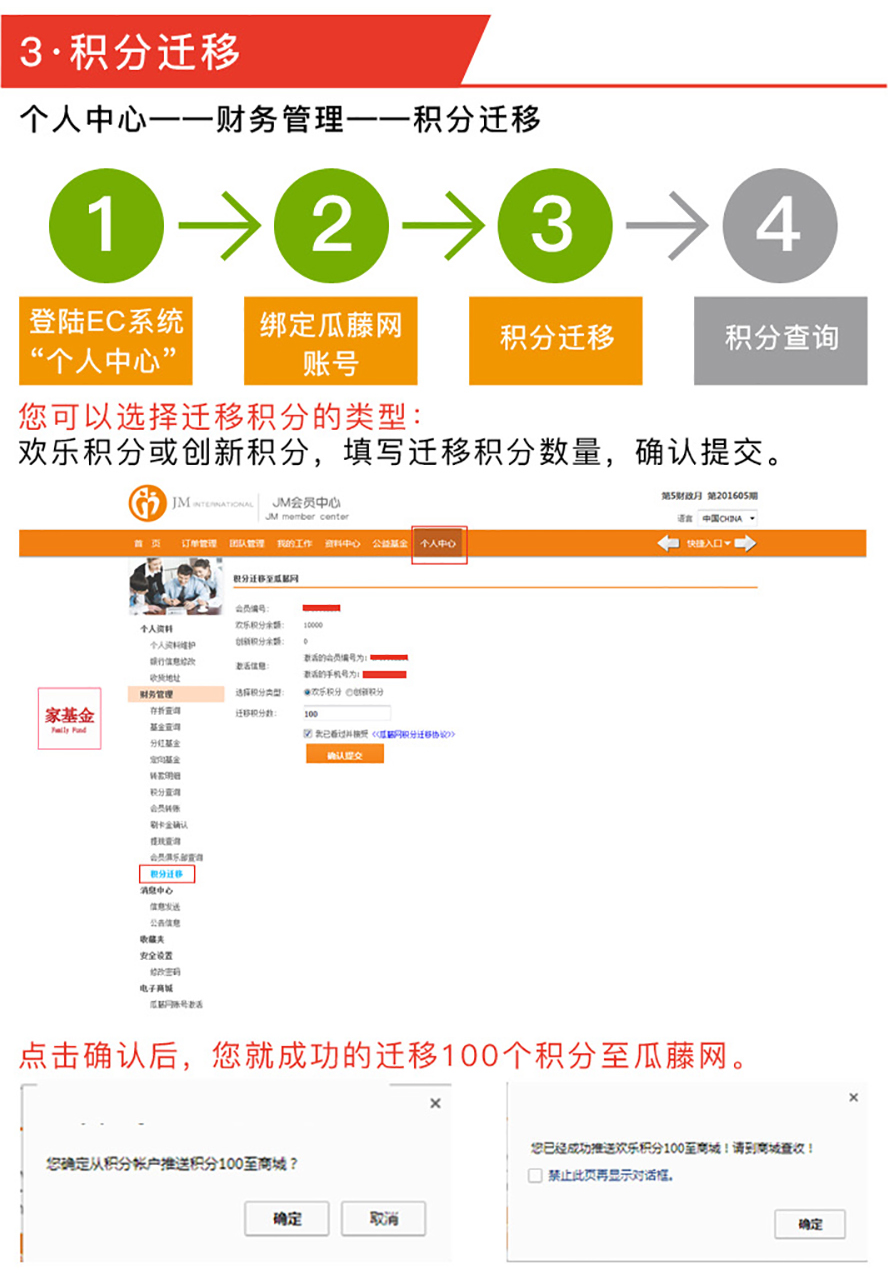 3·积分迁移
个人中心——财务管理——积分迁移
1
2
3
4
登陆EC系统
“个人中心”
绑定瓜藤网
账号
积分迁移
积分查询
您可以选择迁移积分的类型：
欢乐积分或创新积分，填写迁移积分数量，确认提交。
JM INTERNATIONAL
JM会员中心
JM member center
第5财政月 第201605期
语言 中国CHINA
首 页 订单管理 团队管理 我的工作 资料中心 公益基金 个人中心 快捷入口
积分迁移至瓜藤网
会员编号：
欢乐积分余额： 10000
创新积分余额： 0
激活信息：
激活的会员编号为：
激活的手机号为：
选择积分类型： 欢乐积分 创新积分
迁移积分数： 100
我已看过并接受 <<瓜藤网积分迁移协议>>
确认提交
家基金
Family Fund
个人资料
个人资料维护
银行信息修改
收货地址
财务管理
存折查询
基金查询
分红基金
定向基金
转款明细
积分查询
会员转账
刷卡金确认
提现查询
会员俱乐部查询
积分迁移
消息中心
信息发送
公告信息
收藏夹
安全设置
修改密码
电子商城
瓜藤网账号激活
点击确认后，您就成功的迁移100个积分至瓜藤网。
您确定从积分帐户推送积分100至商城？
确定
取消
您已经成功推送欢乐积分100至商城！请到商城查收！
禁止此页再显示对话框。
确定